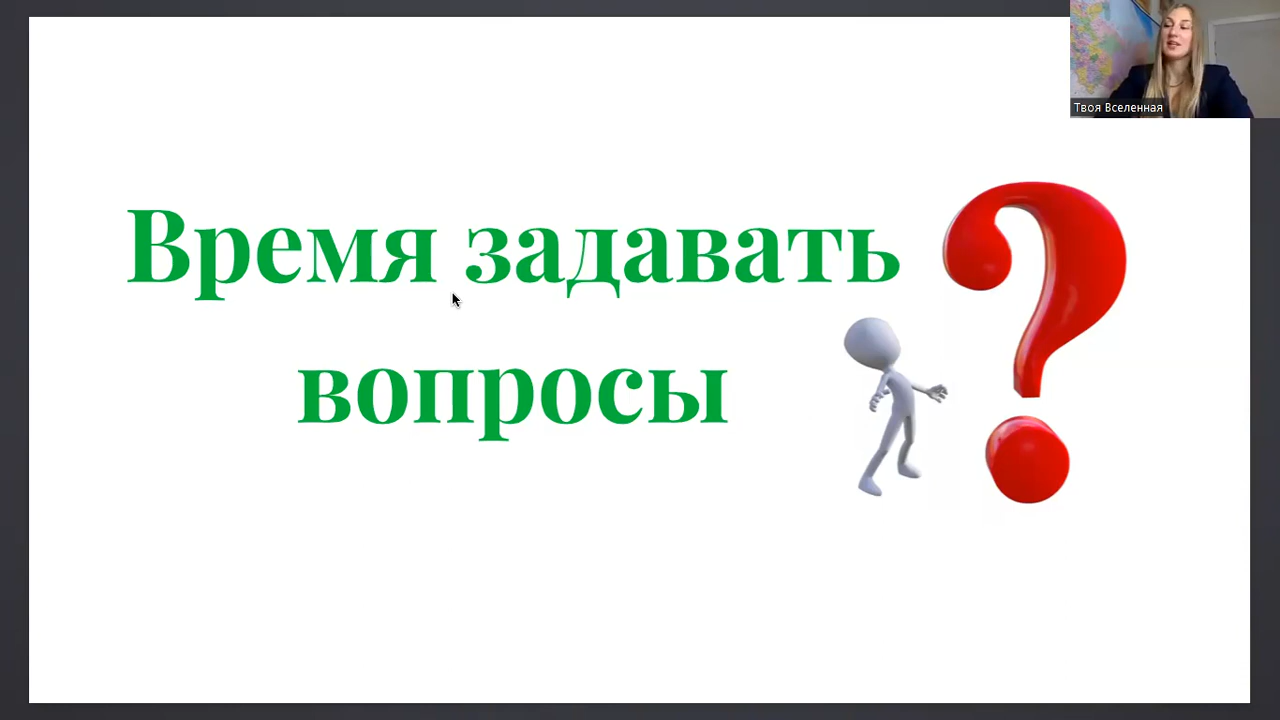 Твоя Вселенная
Время задавать
вопросы